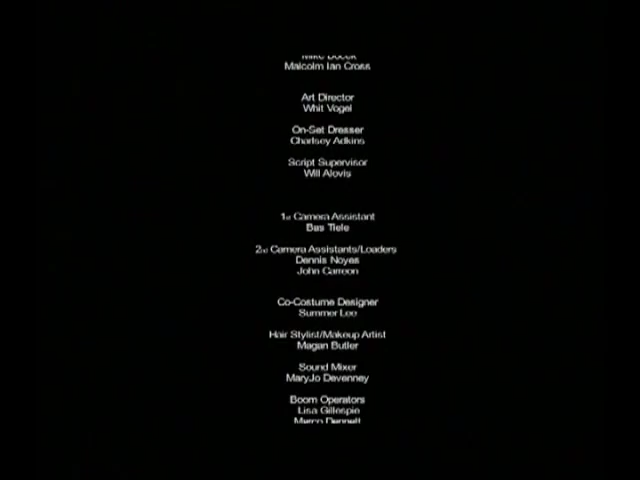 Malcolm Ian Cross
Art Director
Whit Vogel
On-Set Dresser
Charlsey Adkins
Script Supervisor
Will Alovis
1st Camera Assistant
Bas Tiele
2nd Camera Assistants/Loaders
Dennis Noyes
John Carreon
Co-Costume Designer
Summer Lee
Hair Stylist/Makeup Artist
Magan Butler
Sound Mixer
MaryJo Devenney
Boom Operators
Lisa Gillespie